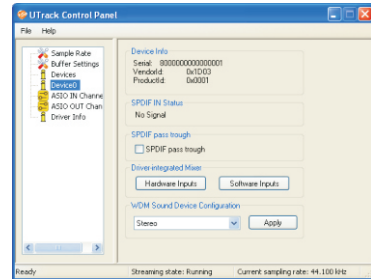 UTrack Control Panel
File Help
Sample Rate
Buffer Settings
Devices
Device0
ASIO IN Channe
ASIO OUT Chan
Driver Info
Device Info
Serial: 8000000000000001
VendorId: 0x1D03
ProductId: 0x0001
SPDIF IN Status
No Signal
SPDIF pass trough
SPDIF pass trough
Driver-integrated Mixer
Hardware Inputs Software Inputs
WDM Sound Device Configuration
Stereo Apply
Ready Streaming state: Running Current sampling rate: 44.100 kHz